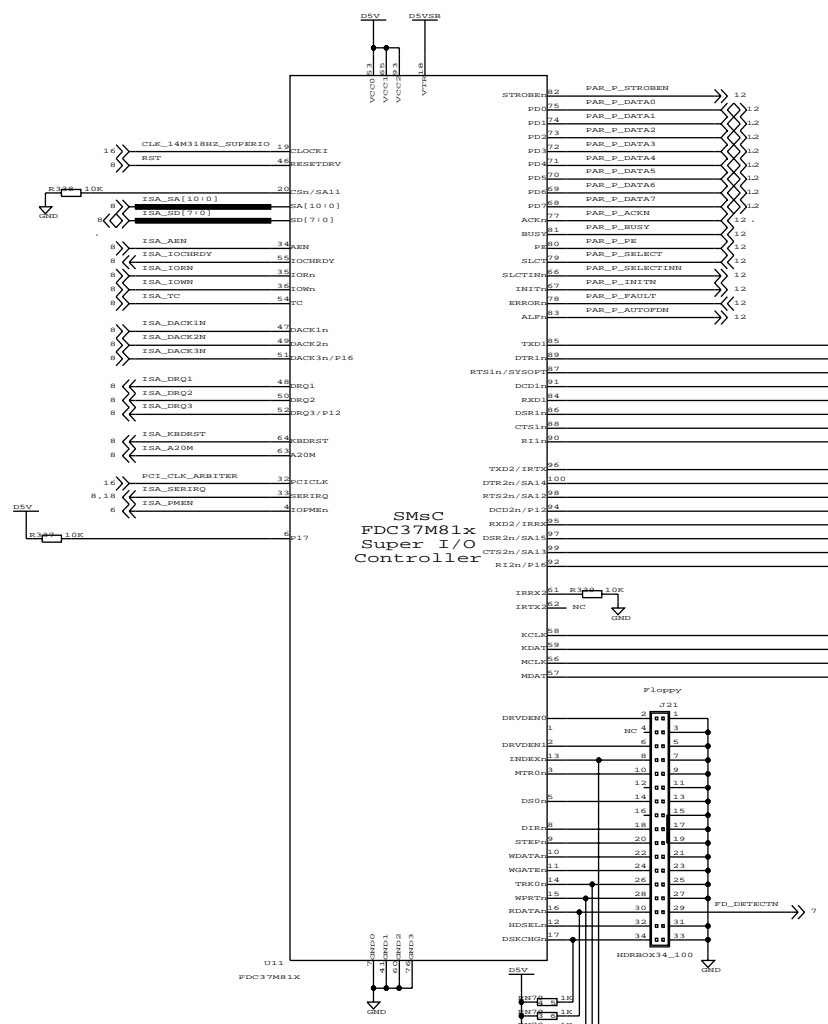 D5V D5VSB
VCC0 53 VCC1 65 VCC2 93 VTR 18
STROBEn 82 PAR_P_STROBEN 12
PD0 75 PAR_P_DATA0 12
PD1 74 PAR_P_DATA1 12
PD2 73 PAR_P_DATA2 12
16 CLK_14M318HZ_SUPERIO 19 CLOCKI PD3 72 PAR_P_DATA3 12
8 RST 46 RESETDRV PD4 71 PAR_P_DATA4 12
PD5 70 PAR_P_DATA5 12
R338 10K 20 CSn/SA11 PD6 69 PAR_P_DATA6 12
GND 8 ISA_SA[10:0] SA[10:0] PD7 68 PAR_P_DATA7 12
8 ISA_SD[7:0] SD[7:0] ACKn 77 PAR_P_ACKN 12
BUSY 81 PAR_P_BUSY 12
8 ISA_AEN 34 AEN PE 80 PAR_P_PE 12
8 ISA_IOCHRDY 55 IOCHRDY SLCT 79 PAR_P_SELECT 12
8 ISA_IORN 35 IORn SLCTINn 66 PAR_P_SELECTINN 12
8 ISA_IOWN 36 IOWn INITn 67 PAR_P_INITN 12
8 ISA_TC 54 TC ERRORn 78 PAR_P_FAULT 12
ALFn 83 PAR_P_AUTOFDN 12
8 ISA_DACK1N 47 DACK1n
8 ISA_DACK2N 49 DACK2n TXD1 85
8 ISA_DACK3N 51 DACK3n/P16 DTR1n 89
RTS1n/SYSOPT 87
8 ISA_DRQ1 48 DRQ1 DCD1n 91
8 ISA_DRQ2 50 DRQ2 RXD1 84
8 ISA_DRQ3 52 DRQ3/P12 DSR1n 86
CTS1n 88
8 ISA_KBDRST 64 KBDRST RI1n 90
8 ISA_A20M 63 A20M
TXD2/IRTX 96
16 PCI_CLK_ARBITER 32 PCICLK DTR2n/SA14 100
8,18 ISA_SERIRQ 33 SERIRQ RTS2n/SA12 98
6 ISA_PMEN 4 IOPMEn DCD2n/P12 94
D5V RXD2/IRRX 95
R337 10K 6 P17 DSR2n/SA15 97
CTS2n/SA13 99
RI2n/P16 92
SMsC
FDC37M81x
Super I/O
Controller
IRRX2 61 R339 10K
IRTX2 62 NC GND
KCLK 58
KDAT 59
MCLK 56
MDAT 57
Floppy
J21
DRVDEN0 2 1
1 NC 4 3
DRVDEN1 2 6 5
INDEXn 13 8 7
MTR0n 3 10 9
12 11
DS0n 5 14 13
16 15
DIRn 8 18 17
STEPn 9 20 19
WDATAn 10 22 21
WGATEn 11 24 23
TRK0n 14 26 25
WPRTn 15 28 27
RDATAn 16 30 29 FD_DETECTN 7
HDSELn 12 32 31
DSKCHGn 17 34 33
HDRBOX34_100 GND
7 GND0 41 GND1 60 GND2 76 GND3
U11
FDC37M81X
GND
D5V
RN79 1K
4 5
RN79 1K
3 6
1K